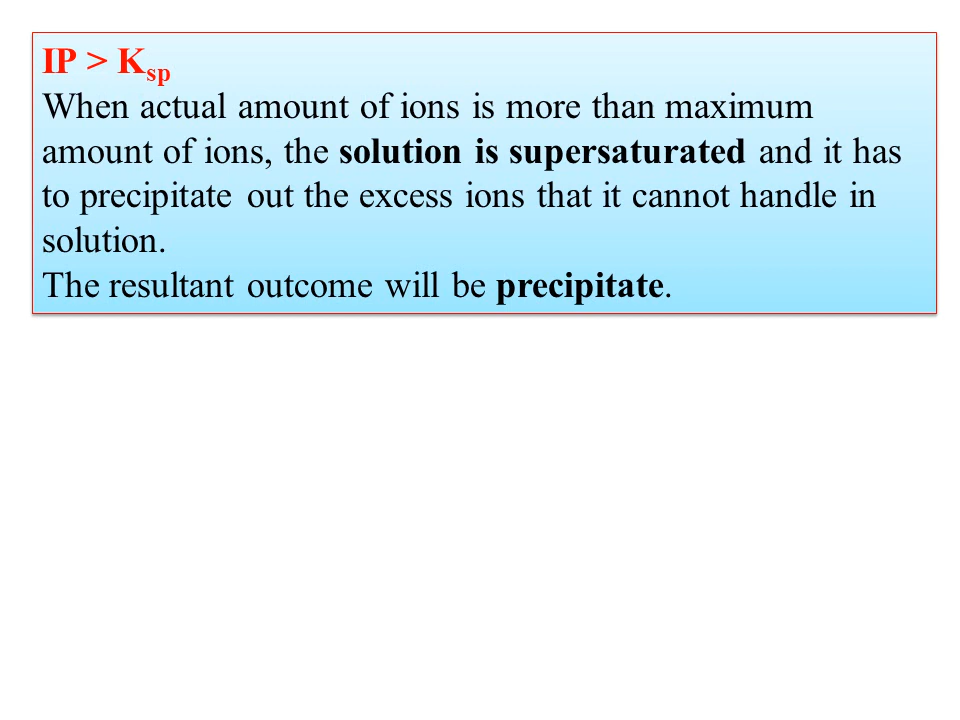 IP > Ksp
When actual amount of ions is more than maximum
amount of ions, the solution is supersaturated and it has
to precipitate out the excess ions that it cannot handle in
solution.
The resultant outcome will be precipitate.